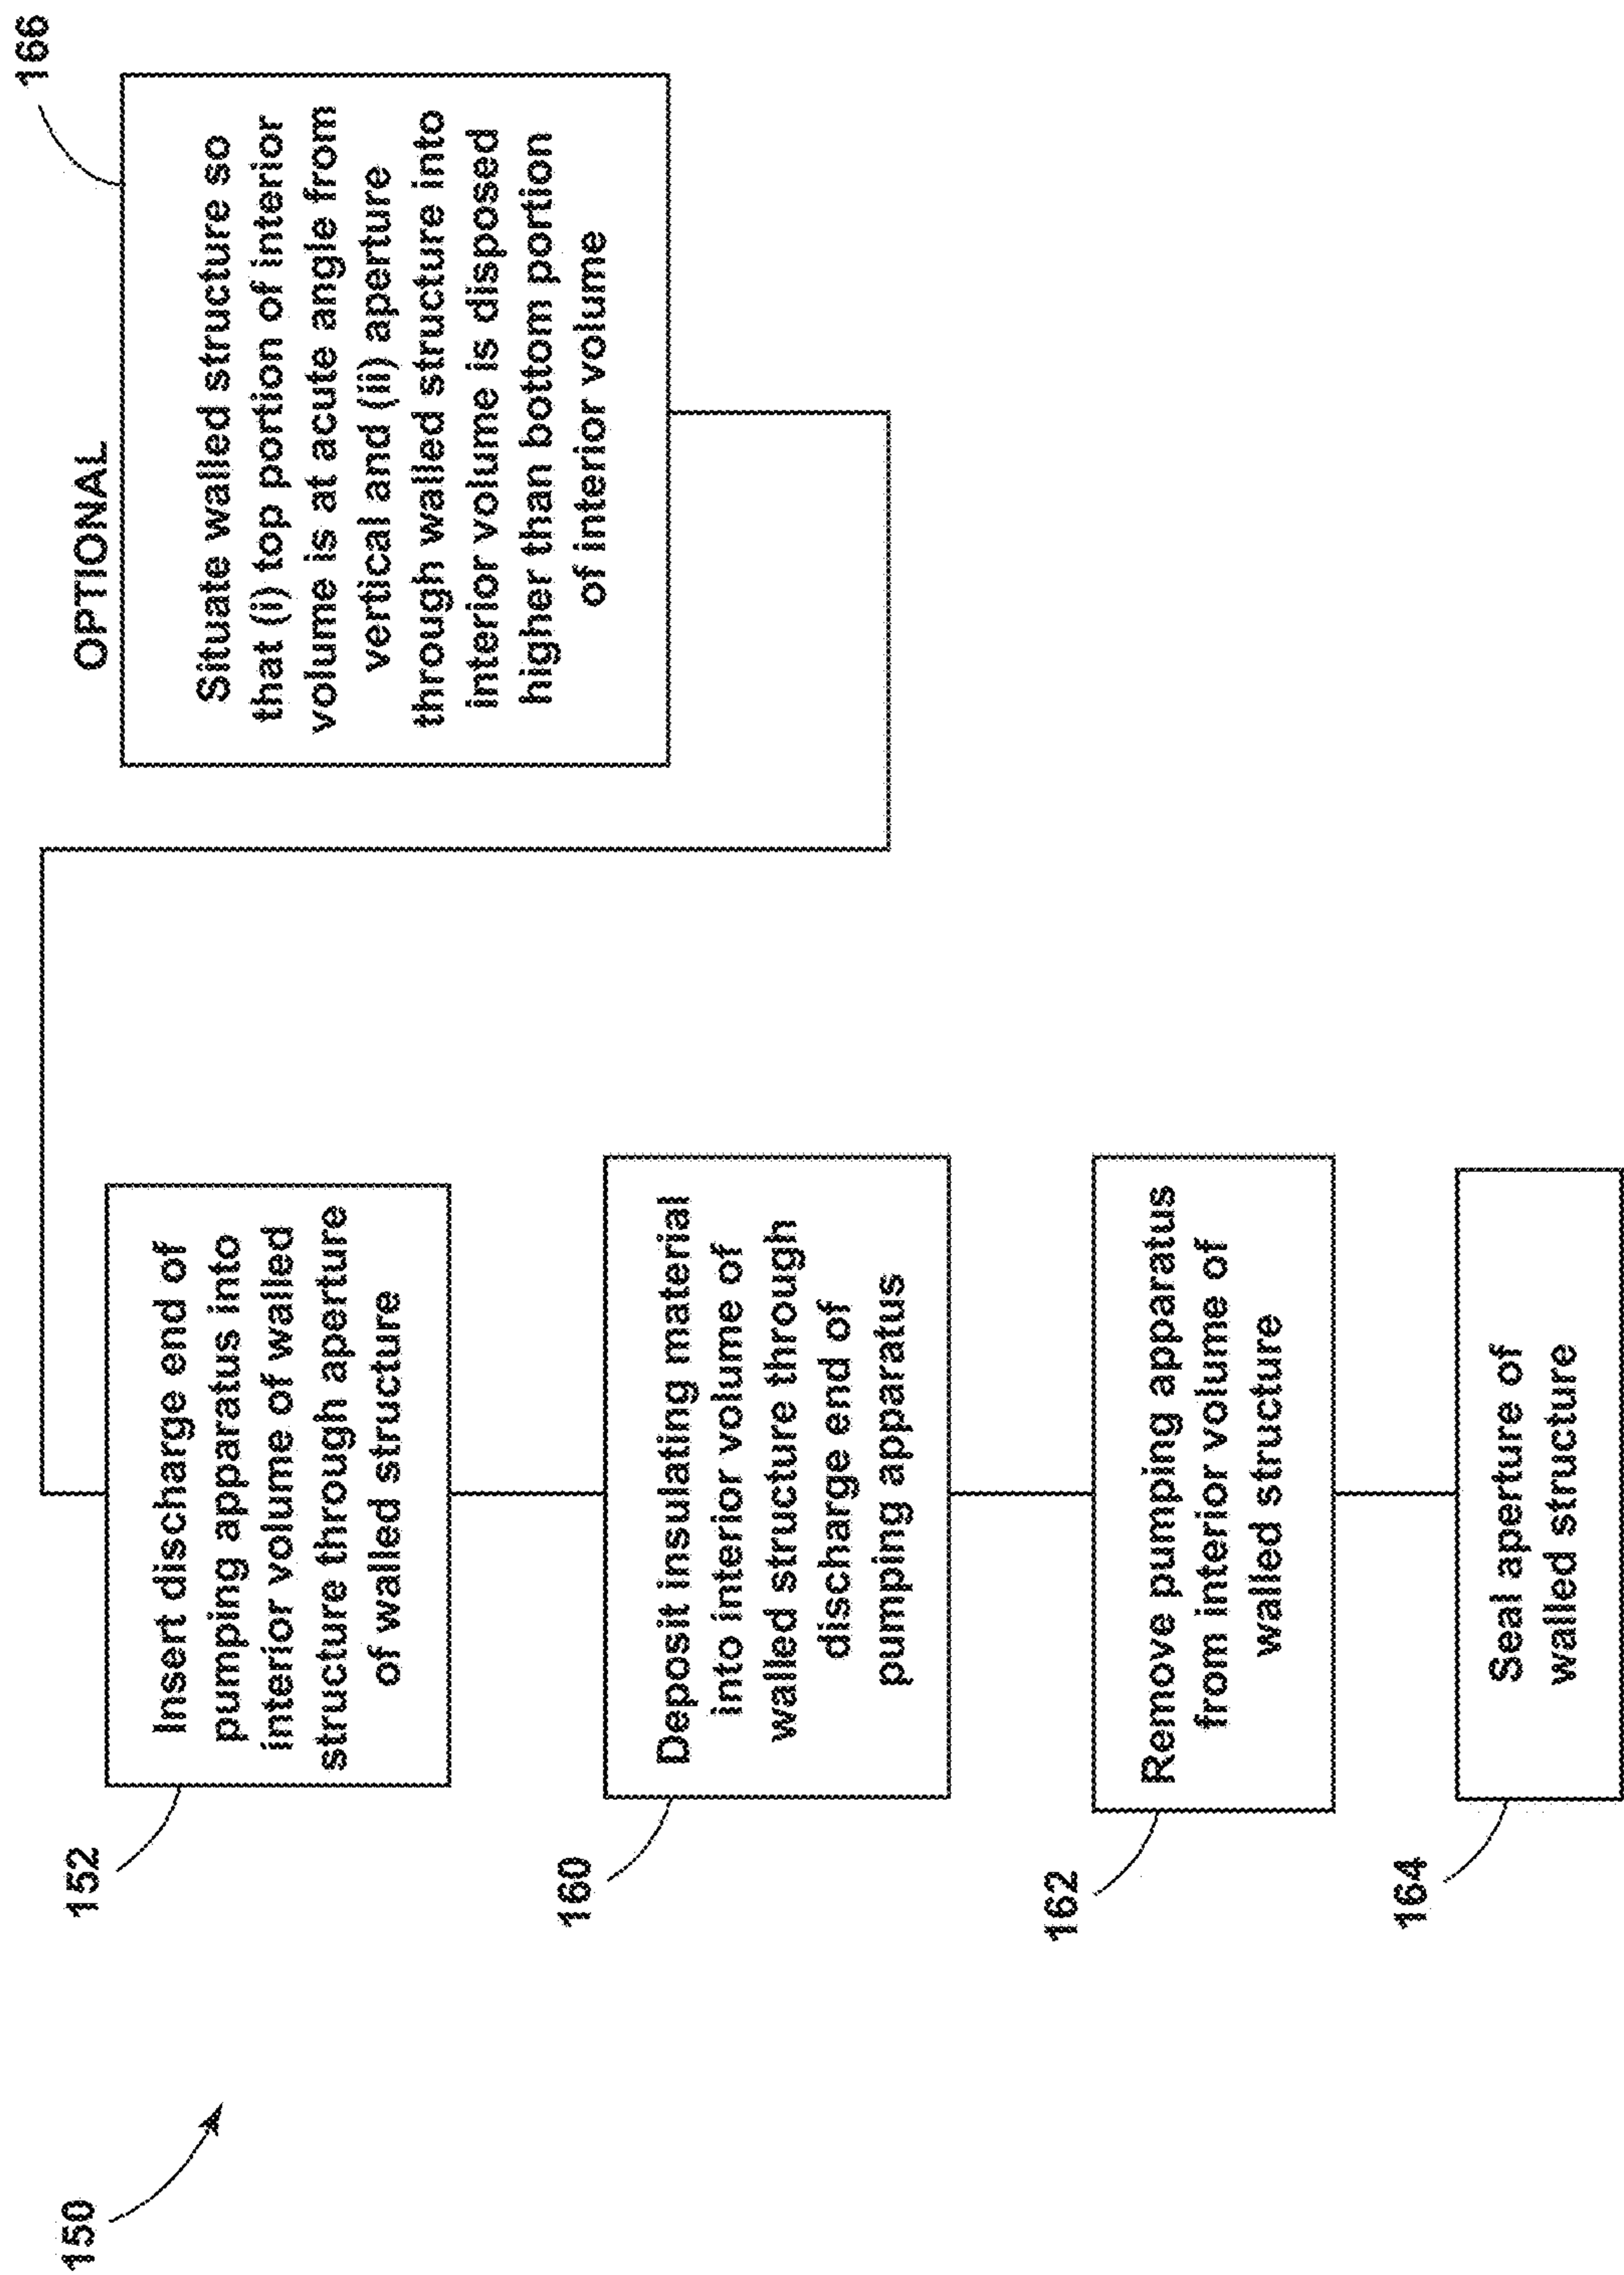 150
152
Insert discharge end of
pumping apparatus into
interior volume of walled
structure through aperture
of walled structure
160
Deposit insulating material
into interior volume of
walled structure through
discharge end of
pumping apparatus
162
Remove pumping apparatus
from interior volume of
walled structure
164
Seal aperture of
walled structure
166
OPTIONAL
Situate walled structure so
that (i) top portion of interior
volume is at acute angle from
vertical and (ii) aperture
through walled structure into
interior volume is disposed
higher than bottom portion
of interior volume